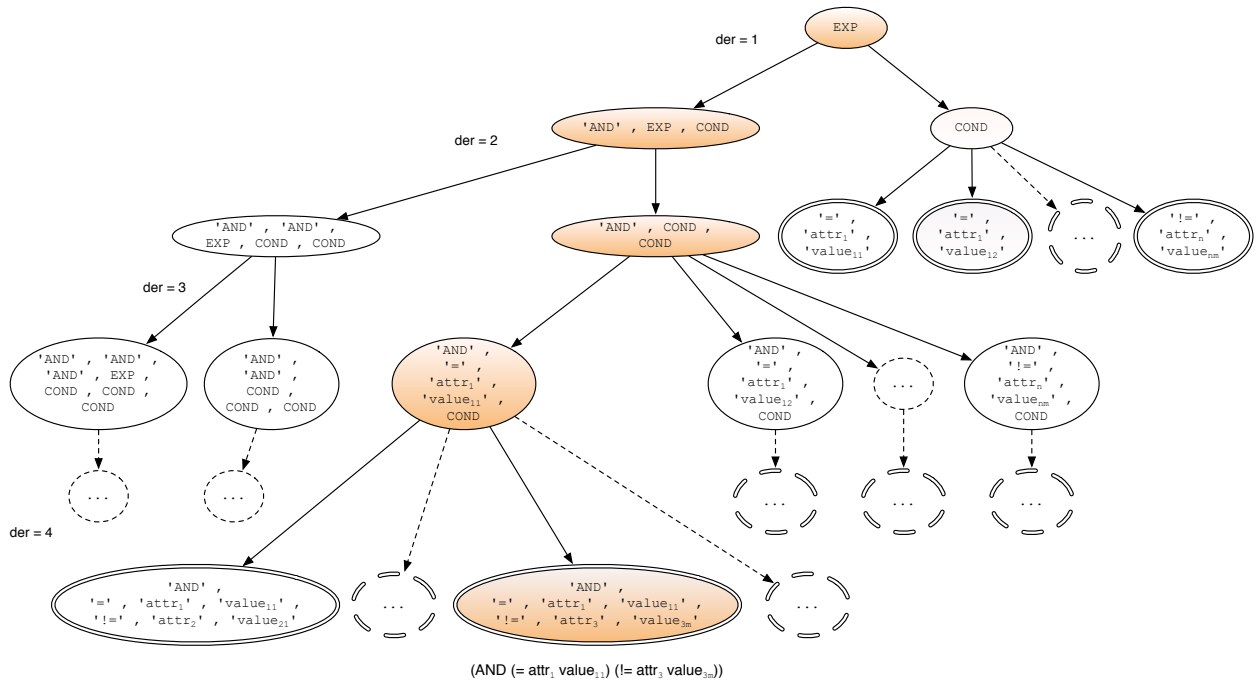 EXP
der = 1
'AND' , EXP , COND
COND
der = 2
'AND' , 'AND' ,
EXP , COND , COND
'AND' , COND ,
COND
'=' ,
'attr₁' ,
'value₁₁'
'=' ,
'attr₁' ,
'value₁₂'
...
'!=' ,
'attrₙ' ,
'valueₙₘ'
der = 3
'AND' , 'AND' ,
'AND' , EXP ,
COND , COND ,
COND
'AND' ,
'AND' ,
COND ,
COND , COND
'AND' ,
'=' ,
'attr₁' ,
'value₁₁' ,
COND
'AND' ,
'=' ,
'attr₁' ,
'value₁₂' ,
COND
...
'AND' ,
'!=' ,
'attrₙ' ,
'valueₙₘ' ,
COND
...
...
...
...
...
der = 4
'AND' ,
'=' , 'attr₁' , 'value₁₁' ,
'!=' , 'attr₂' , 'value₂₁'
...
'AND' ,
'=' , 'attr₁' , 'value₁₁' ,
'!=' , 'attr₃' , 'value₃ₘ'
...
(AND (= attr₁ value₁₁) (!= attr₃ value₃ₘ))